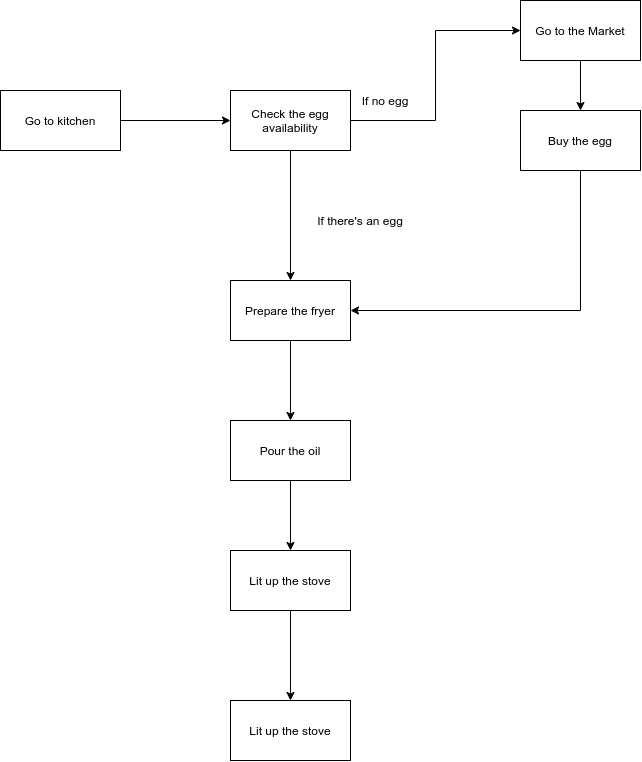 Go to the Market
If no egg
Go to kitchen
Check the egg
availability
Buy the egg
If there's an egg
Prepare the fryer
Pour the oil
Lit up the stove
Lit up the stove